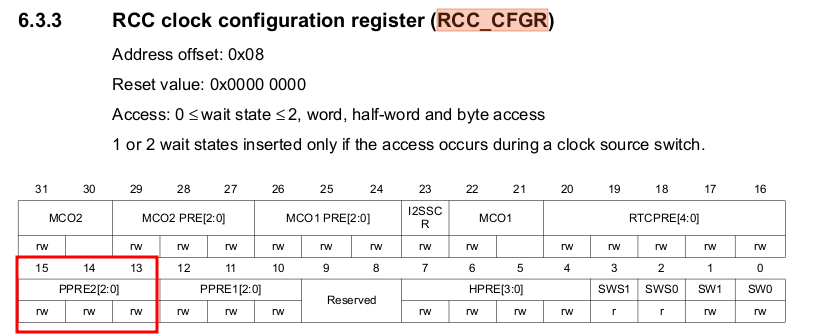 6.3.3 RCC clock configuration register (RCC_CFGR)
Address offset: 0x08
Reset value: 0x0000 0000
Access: 0 ≤ wait state ≤ 2, word, half-word and byte access
1 or 2 wait states inserted only if the access occurs during a clock source switch.
31 30 29 28 27 26 25 24 23 22 21 20 19 18 17 16
MCO2 MCO2 PRE[2:0] MCO1 PRE[2:0] I2SSC MCO1 RTCPRE[4:0]
R
rw rw rw rw rw rw rw rw rw rw rw rw rw rw
15 14 13 12 11 10 9 8 7 6 5 4 3 2 1 0
PPRE2[2:0] PPRE1[2:0] Reserved HPRE[3:0] SWS1 SWS0 SW1 SW0
rw rw rw rw rw rw rw rw rw rw r r rw rw